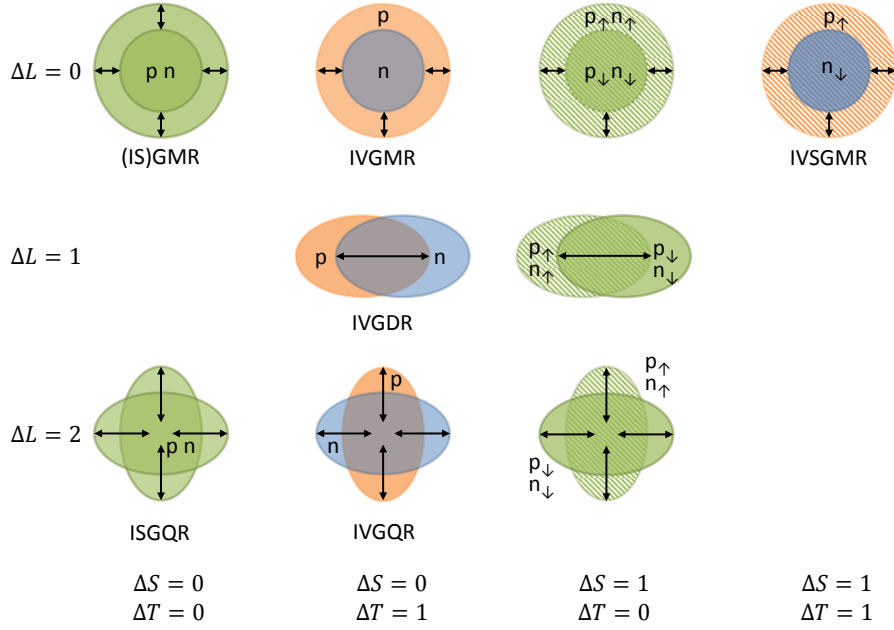 p
p↑n↑
p↑
ΔL = 0
p n
n
p↓n↓
n↓
(IS)GMR
IVGMR
IVSGMR
ΔL = 1
p
n
p↑
n↑
p↓
n↓
IVGDR
p
p↑
n↑
ΔL = 2
p n
n
p↓
n↓
ISGQR
IVGQR
ΔS = 0
ΔT = 0
ΔS = 0
ΔT = 1
ΔS = 1
ΔT = 0
ΔS = 1
ΔT = 1